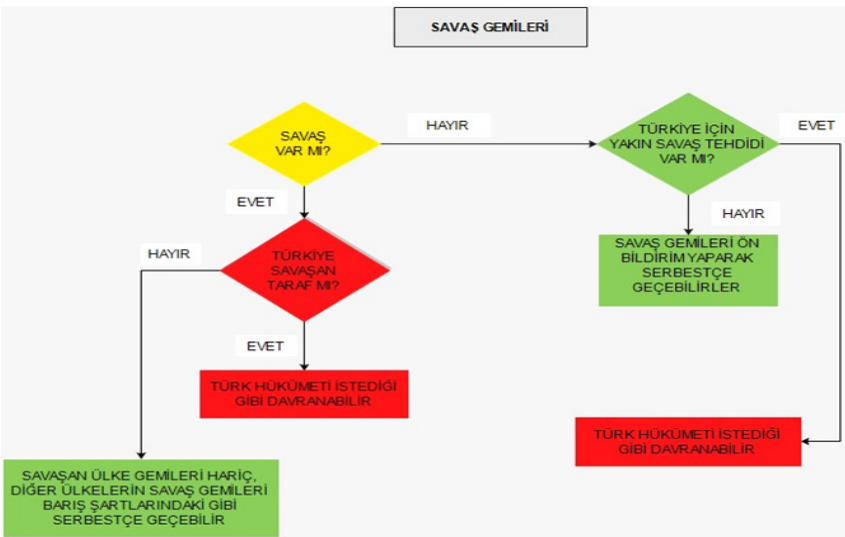 SAVAŞ GEMİLERİ
SAVAŞ
VAR MI?
HAYIR
TÜRKİYE İÇİN
YAKIN SAVAŞ TEHDİDİ
VAR MI?
EVET
EVET
HAYIR
SAVAŞ GEMİLERİ ÖN
BİLDİRİM YAPARAK
SERBESTÇE
GEÇEBİLİRLER
HAYIR
TÜRKİYE
SAVAŞAN
TARAF MI?
EVET
TÜRK HÜKÜMETİ İSTEDİĞİ
GİBİ DAVRANABİLİR
TÜRK HÜKÜMETİ İSTEDİĞİ
GİBİ DAVRANABİLİR
SAVAŞAN ÜLKE GEMİLERİ HARİÇ,
DİĞER ÜLKELERİN SAVAŞ GEMİLERİ
BARIŞ ŞARTLARINDAKİ GİBİ
SERBESTÇE GEÇEBİLİR